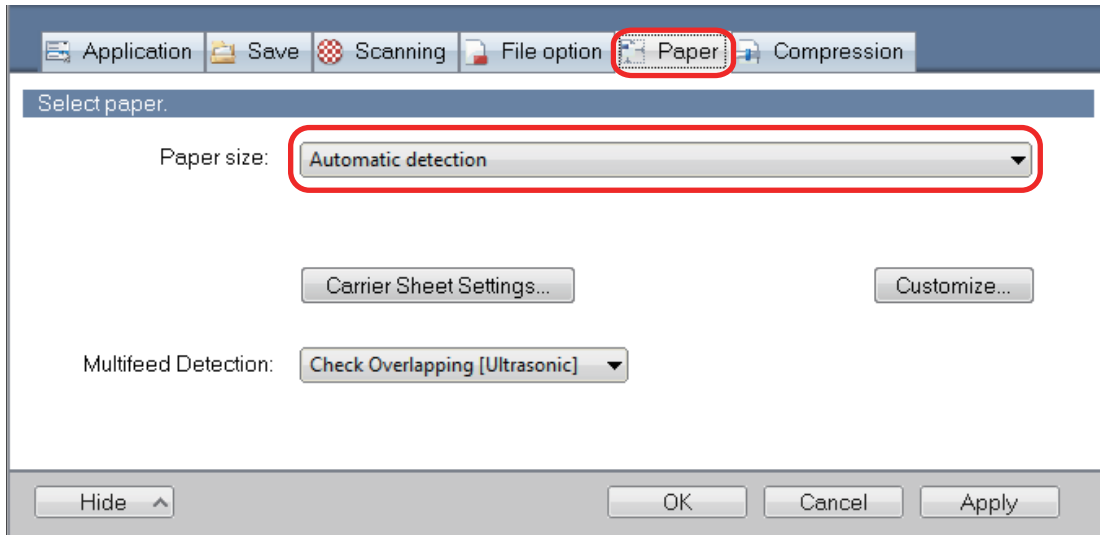 Application Save Scanning File option Paper Compression
Select paper.
Paper size: Automatic detection
Carrier Sheet Settings... Customize...
Multifeed Detection: Check Overlapping [Ultrasonic]
Hide OK Cancel Apply